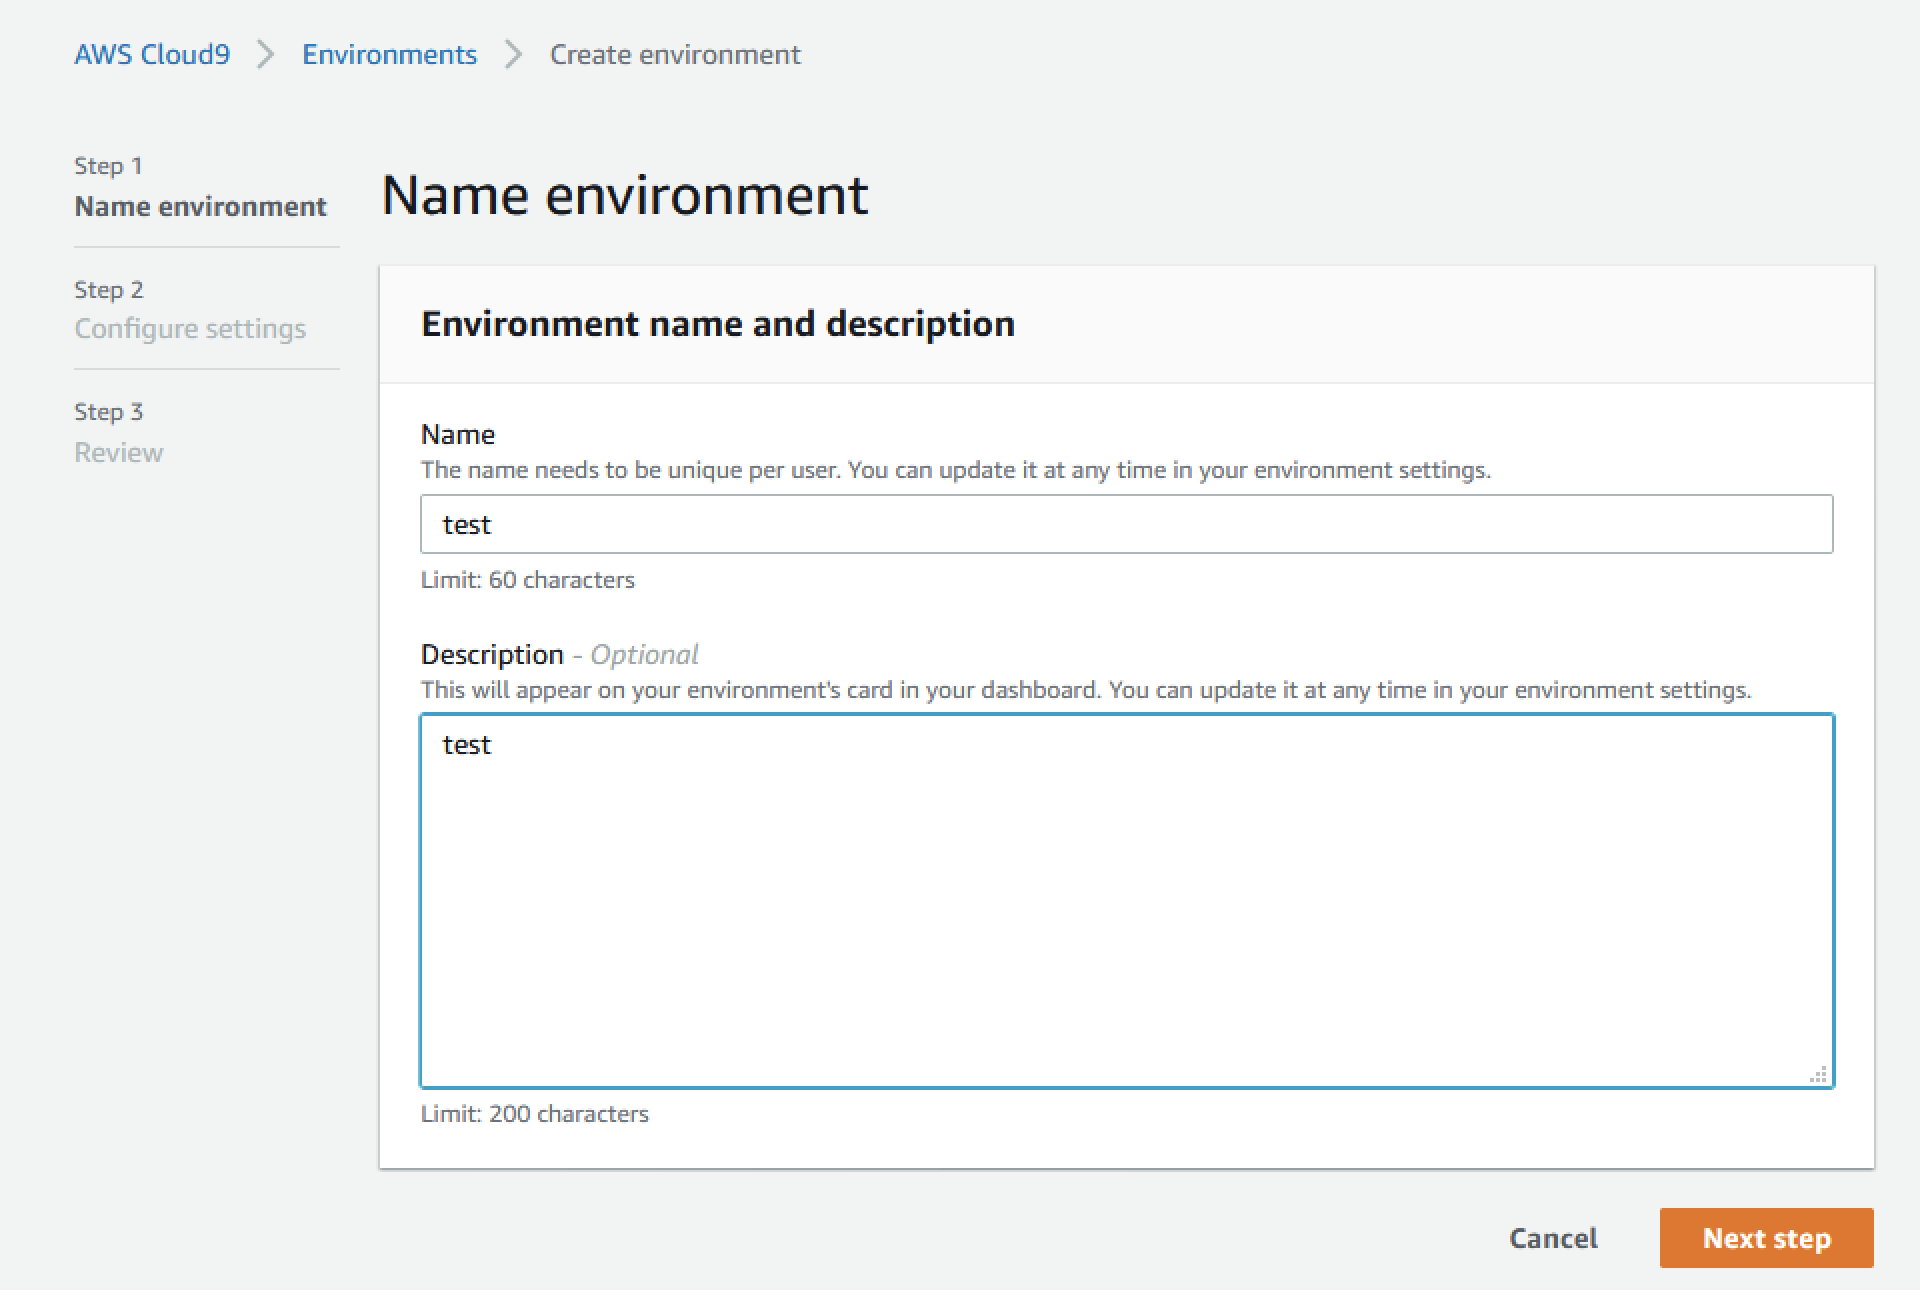 AWS Cloud9 Environments Create environment
Step 1
Name environment
Step 2
Configure settings
Step 3
Review
Name environment
Environment name and description
Name
The name needs to be unique per user. You can update it at any time in your environment settings.
test
Limit: 60 characters
Description - Optional
This will appear on your environment's card in your dashboard. You can update it at any time in your environment settings.
test
Limit: 200 characters
Cancel Next step